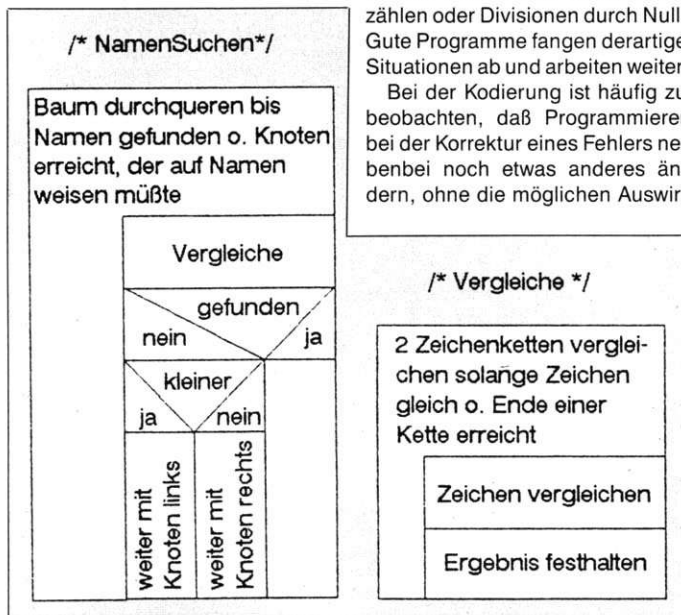 /* NamenSuchen*/
Baum durchqueren bis
Namen gefunden o. Knoten
erreicht, der auf Namen
weisen müßte
Vergleiche
gefunden
nein
ja
kleiner
ja
nein
weiter mit
Knoten links
weiter mit
Knoten rechts
zählen oder Divisionen durch Null
Gute Programme fangen derartige
Situationen ab und arbeiten weiter
Bei der Kodierung ist häufig zu
beobachten, daß Programmierer
bei der Korrektur eines Fehlers ne-
benbei noch etwas anderes än-
dern, ohne die möglichen Auswir
/* Vergleiche */
2 Zeichenketten verglei-
chen solange Zeichen
gleich o. Ende einer
Kette erreicht
Zeichen vergleichen
Ergebnis festhalten